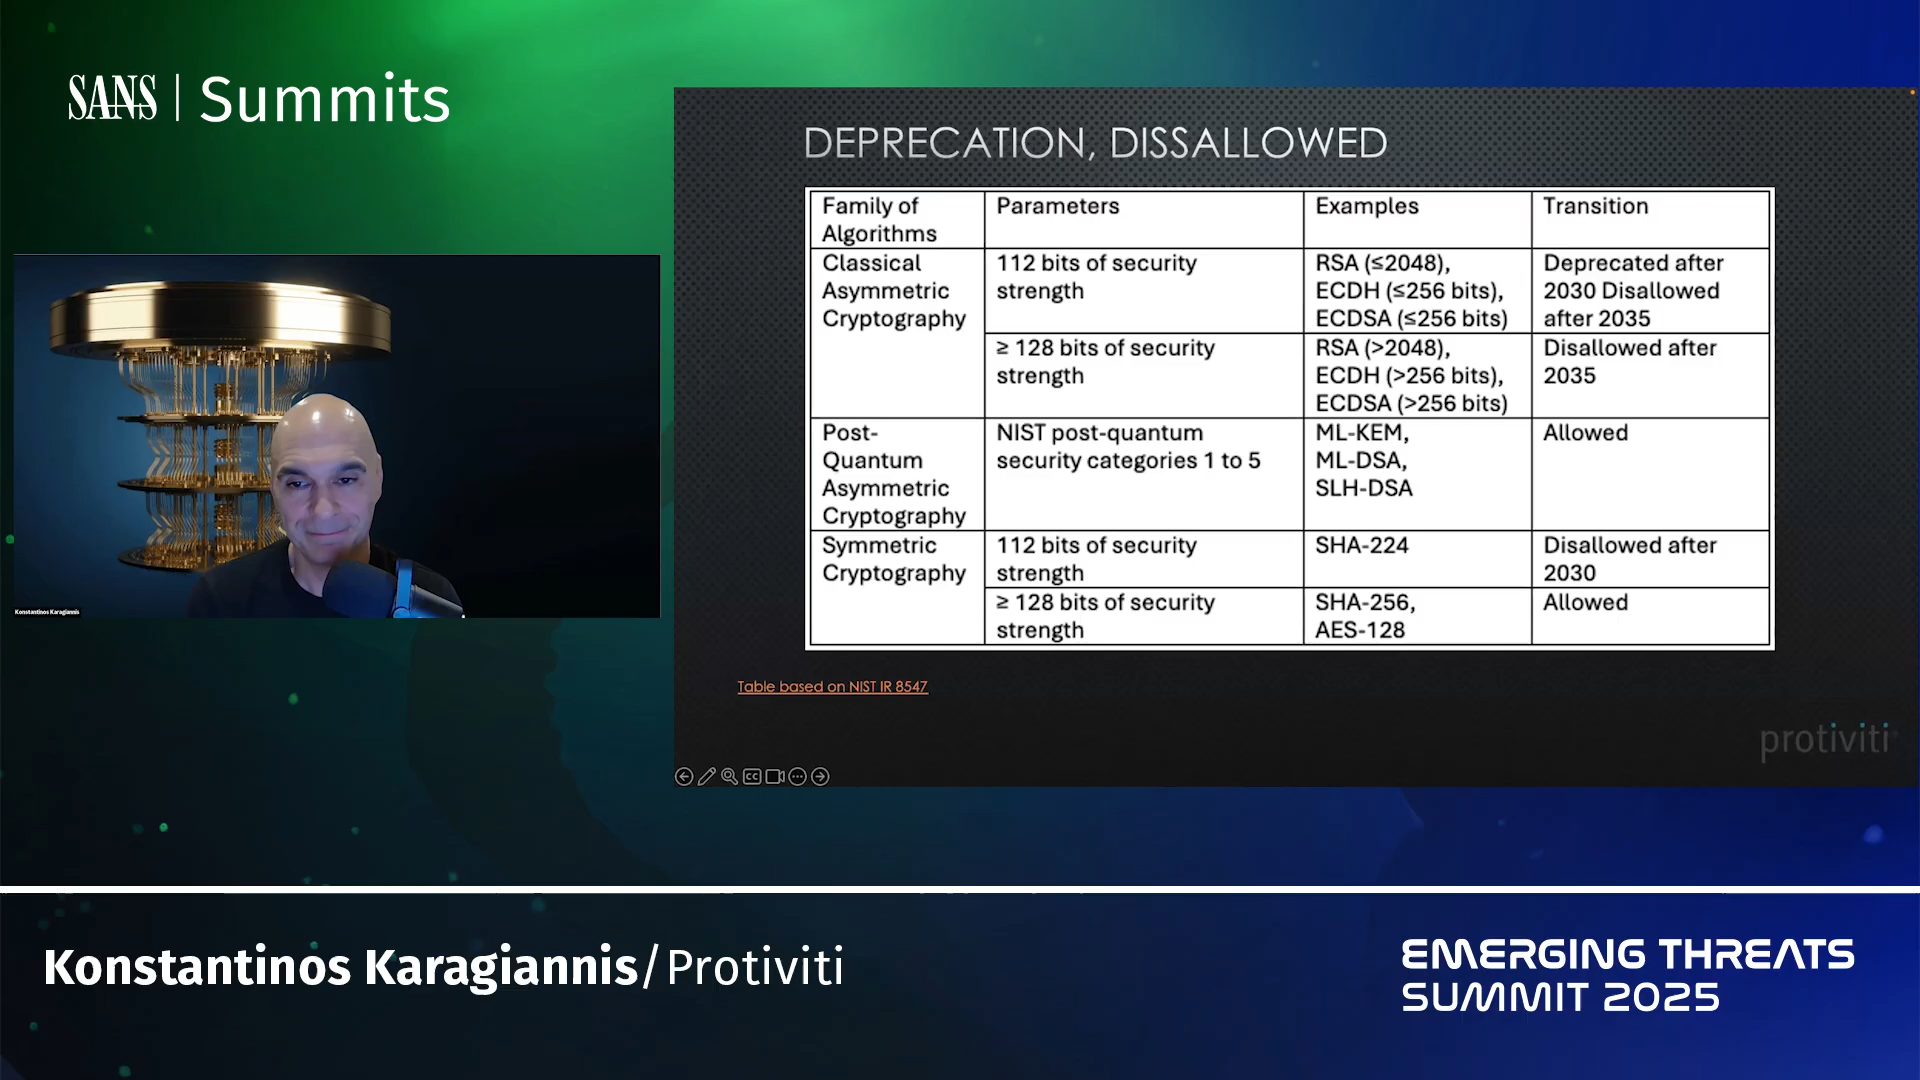 SANS | Summits
DEPRECATION, DISSALLOWED
Family of Algorithms
Parameters
Examples
Transition
Classical Asymmetric Cryptography
112 bits of security strength
RSA (≤2048), ECDH (≤256 bits), ECDSA (≤256 bits)
Deprecated after 2030 Disallowed after 2035
≥ 128 bits of security strength
RSA (>2048), ECDH (>256 bits), ECDSA (>256 bits)
Disallowed after 2035
Post-Quantum Asymmetric Cryptography
NIST post-quantum security categories 1 to 5
ML-KEM, ML-DSA, SLH-DSA
Allowed
Symmetric Cryptography
112 bits of security strength
SHA-224
Disallowed after 2030
≥ 128 bits of security strength
SHA-256, AES-128
Allowed
Table based on NIST IR 8547
protiviti
CC
Konstantinos Karagiannis
Konstantinos Karagiannis/Protiviti
EMERGING THREATS
SUMMIT 2025